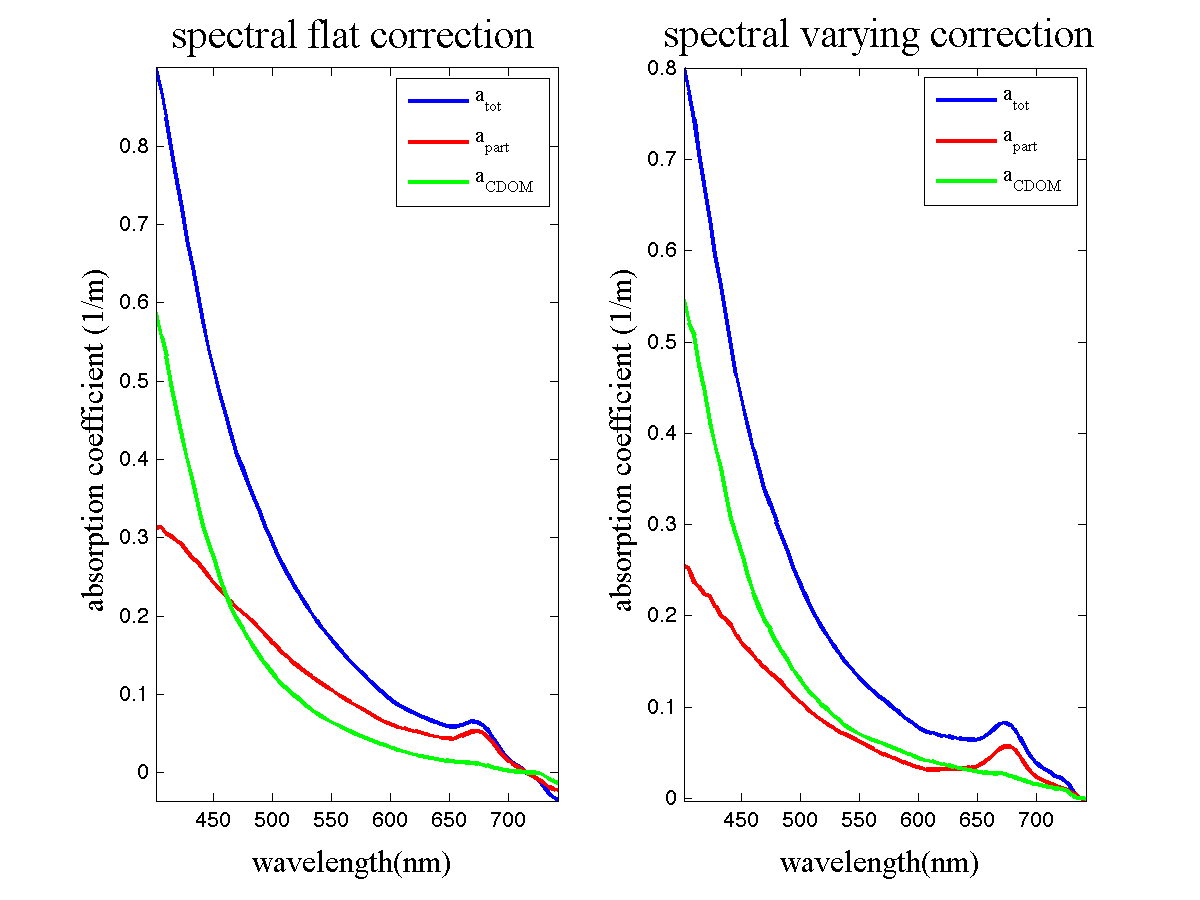 spectral flat correction
a_tot
a_part
a_CDOM
0.8
0.7
0.6
0.5
0.4
0.3
0.2
0.1
0
absorption coefficient (1/m)
450 500 550 600 650 700
wavelength(nm)
spectral varying correction
a_tot
a_part
a_CDOM
0.8
0.7
0.6
0.5
0.4
0.3
0.2
0.1
0
absorption coefficient (1/m)
450 500 550 600 650 700
wavelength(nm)